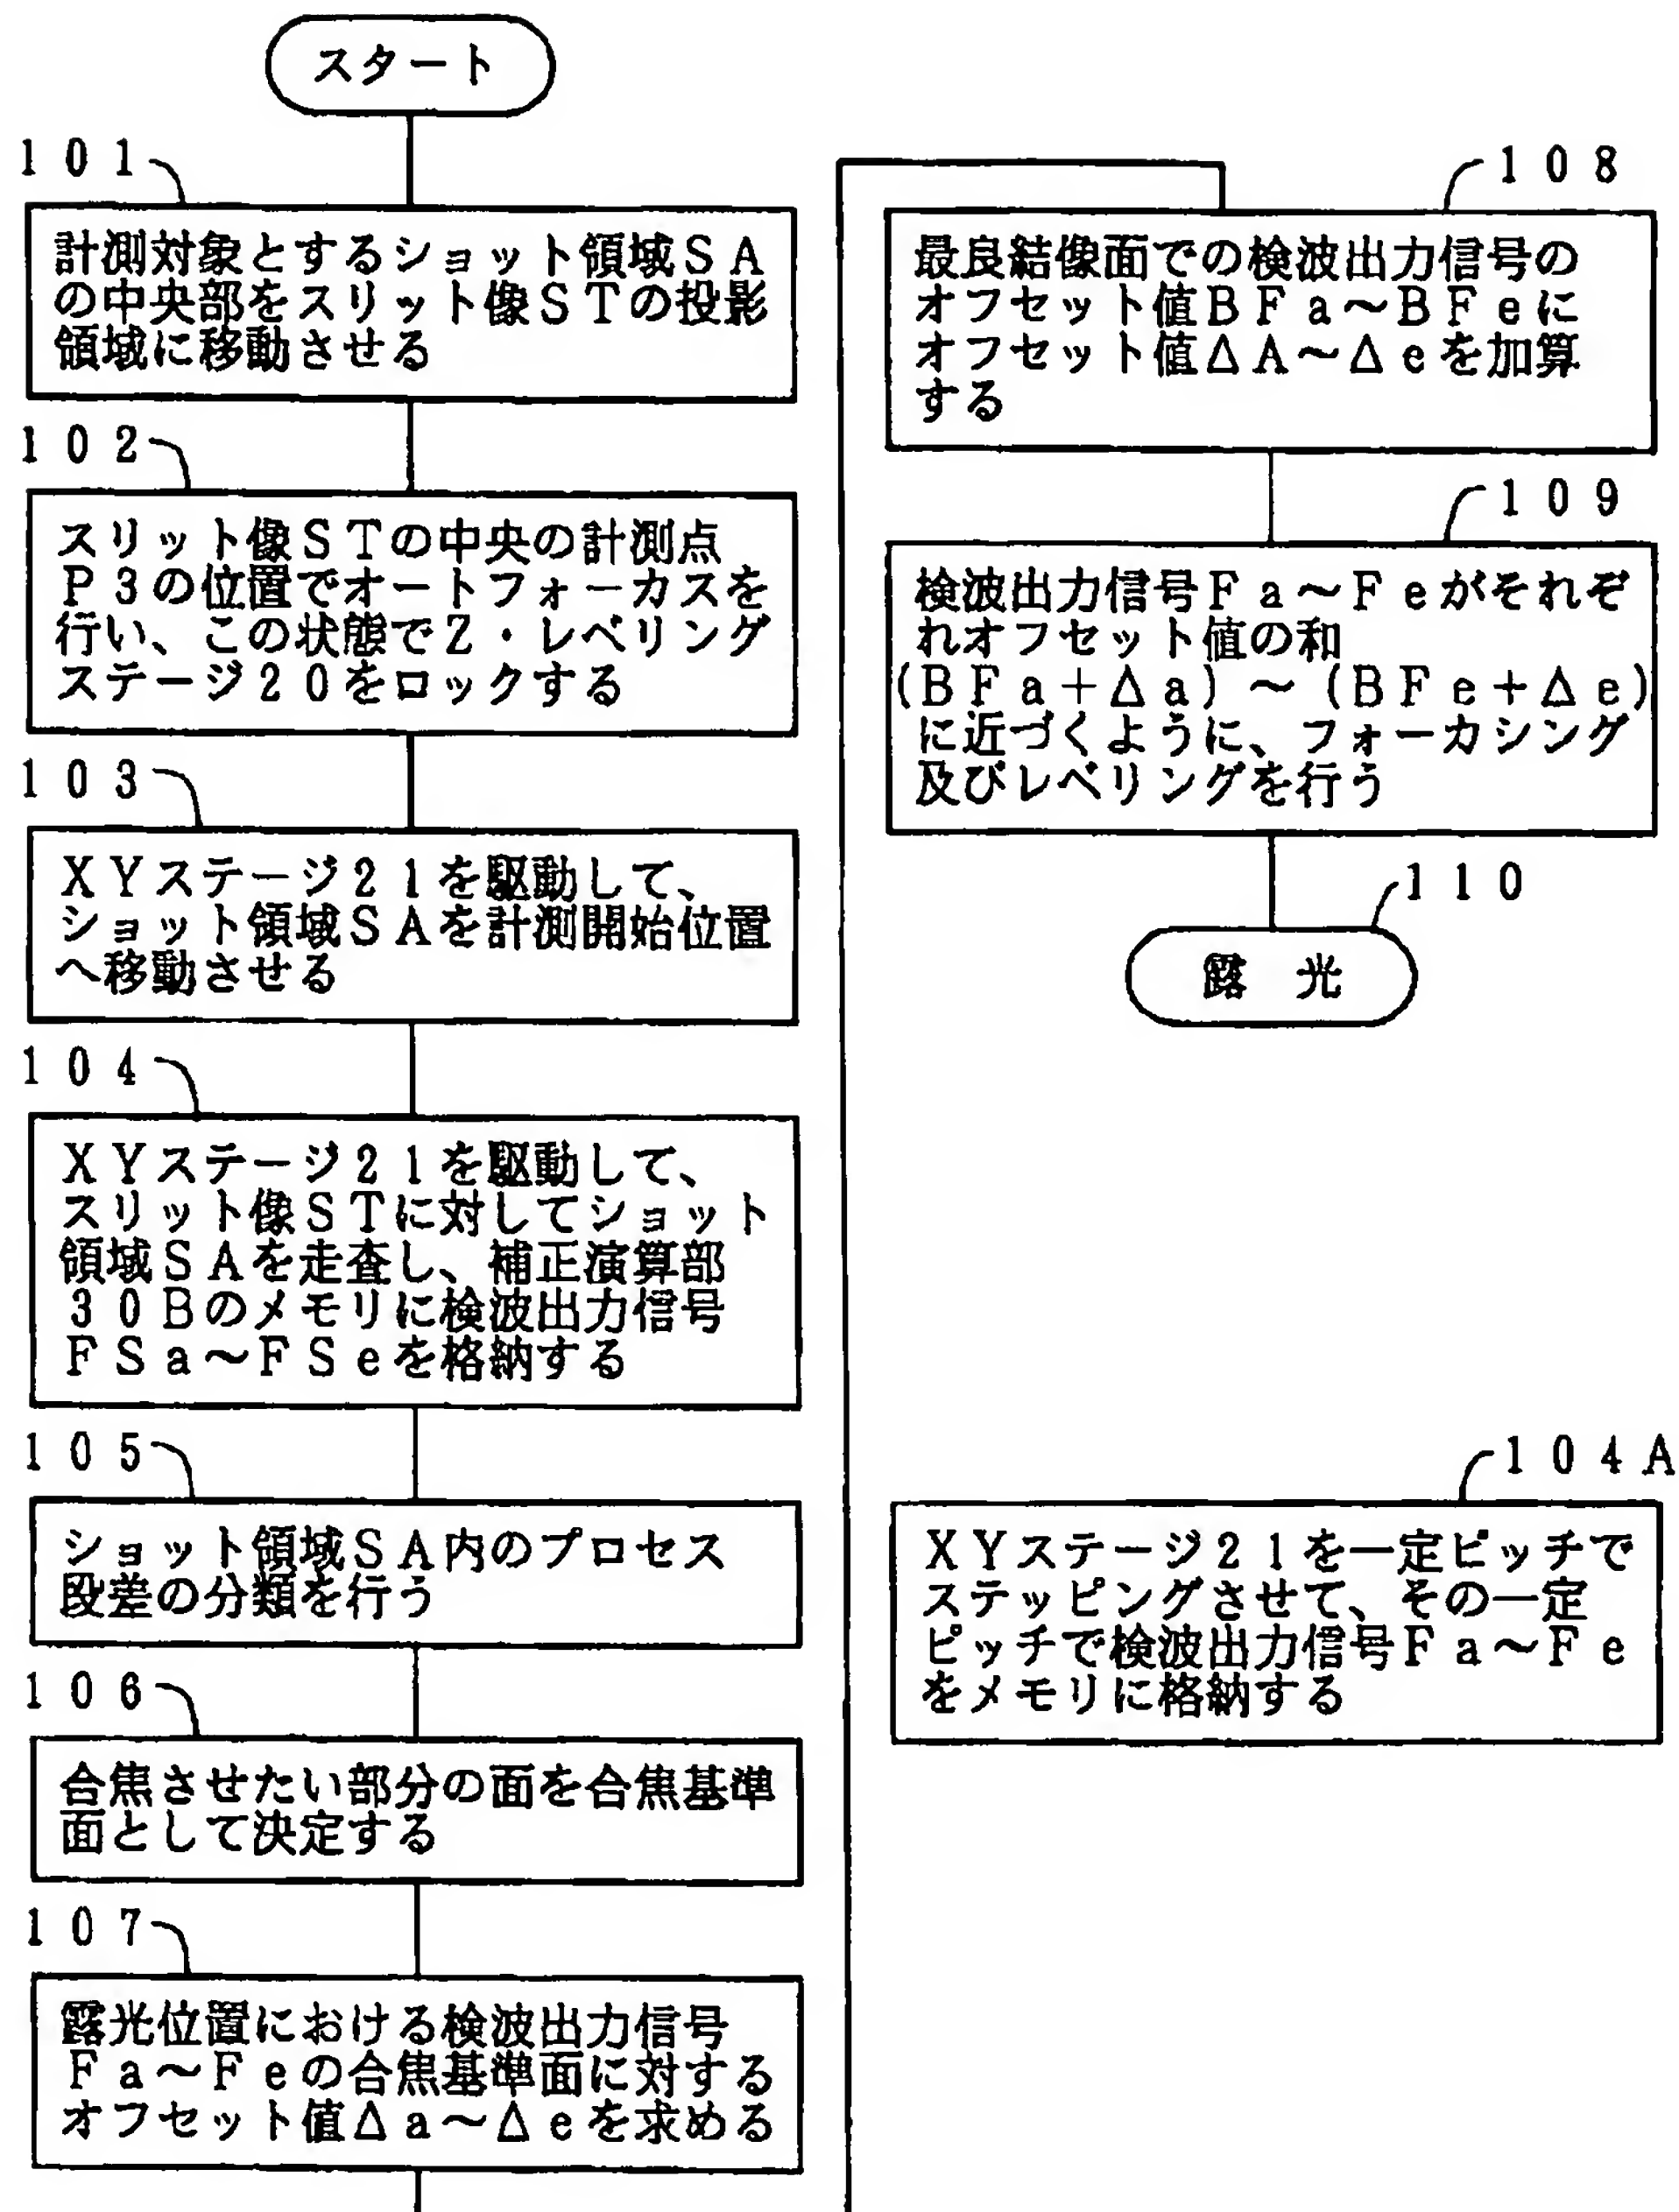 スタート
101
計測対象とするショット領域SA
の中央部をスリット像STの投影
領域に移動させる
102
スリット像STの中央の計測点
P3の位置でオートフォーカスを
行い、この状態でZ・レベリング
ステージ20をロックする
103
XYステージ21を駆動して、
ショット領域SAを計測開始位置
へ移動させる
104
XYステージ21を駆動して、
スリット像STに対してショット
領域SAを走査し、補正演算部
30Bのメモリに検波出力信号
FSa～FSeを格納する
105
ショット領域SA内のプロセス
段差の分類を行う
106
合焦させたい部分の面を合焦基準
面として決定する
107
露光位置における検波出力信号
Fa～Feの合焦基準面に対する
オフセット値Δa～Δeを求める
108
最良結像面での検波出力信号の
オフセット値BFa～BFeに
オフセット値ΔA～Δeを加算
する
109
検波出力信号Fa～Feがそれぞ
れオフセット値の和
(BFa+Δa)～(BFe+Δe)
に近づくように、フォーカシング
及びレベリングを行う
110
露 光
104A
XYステージ21を一定ピッチで
ステッピングさせて、その一定
ピッチで検波出力信号Fa～Fe
をメモリに格納する